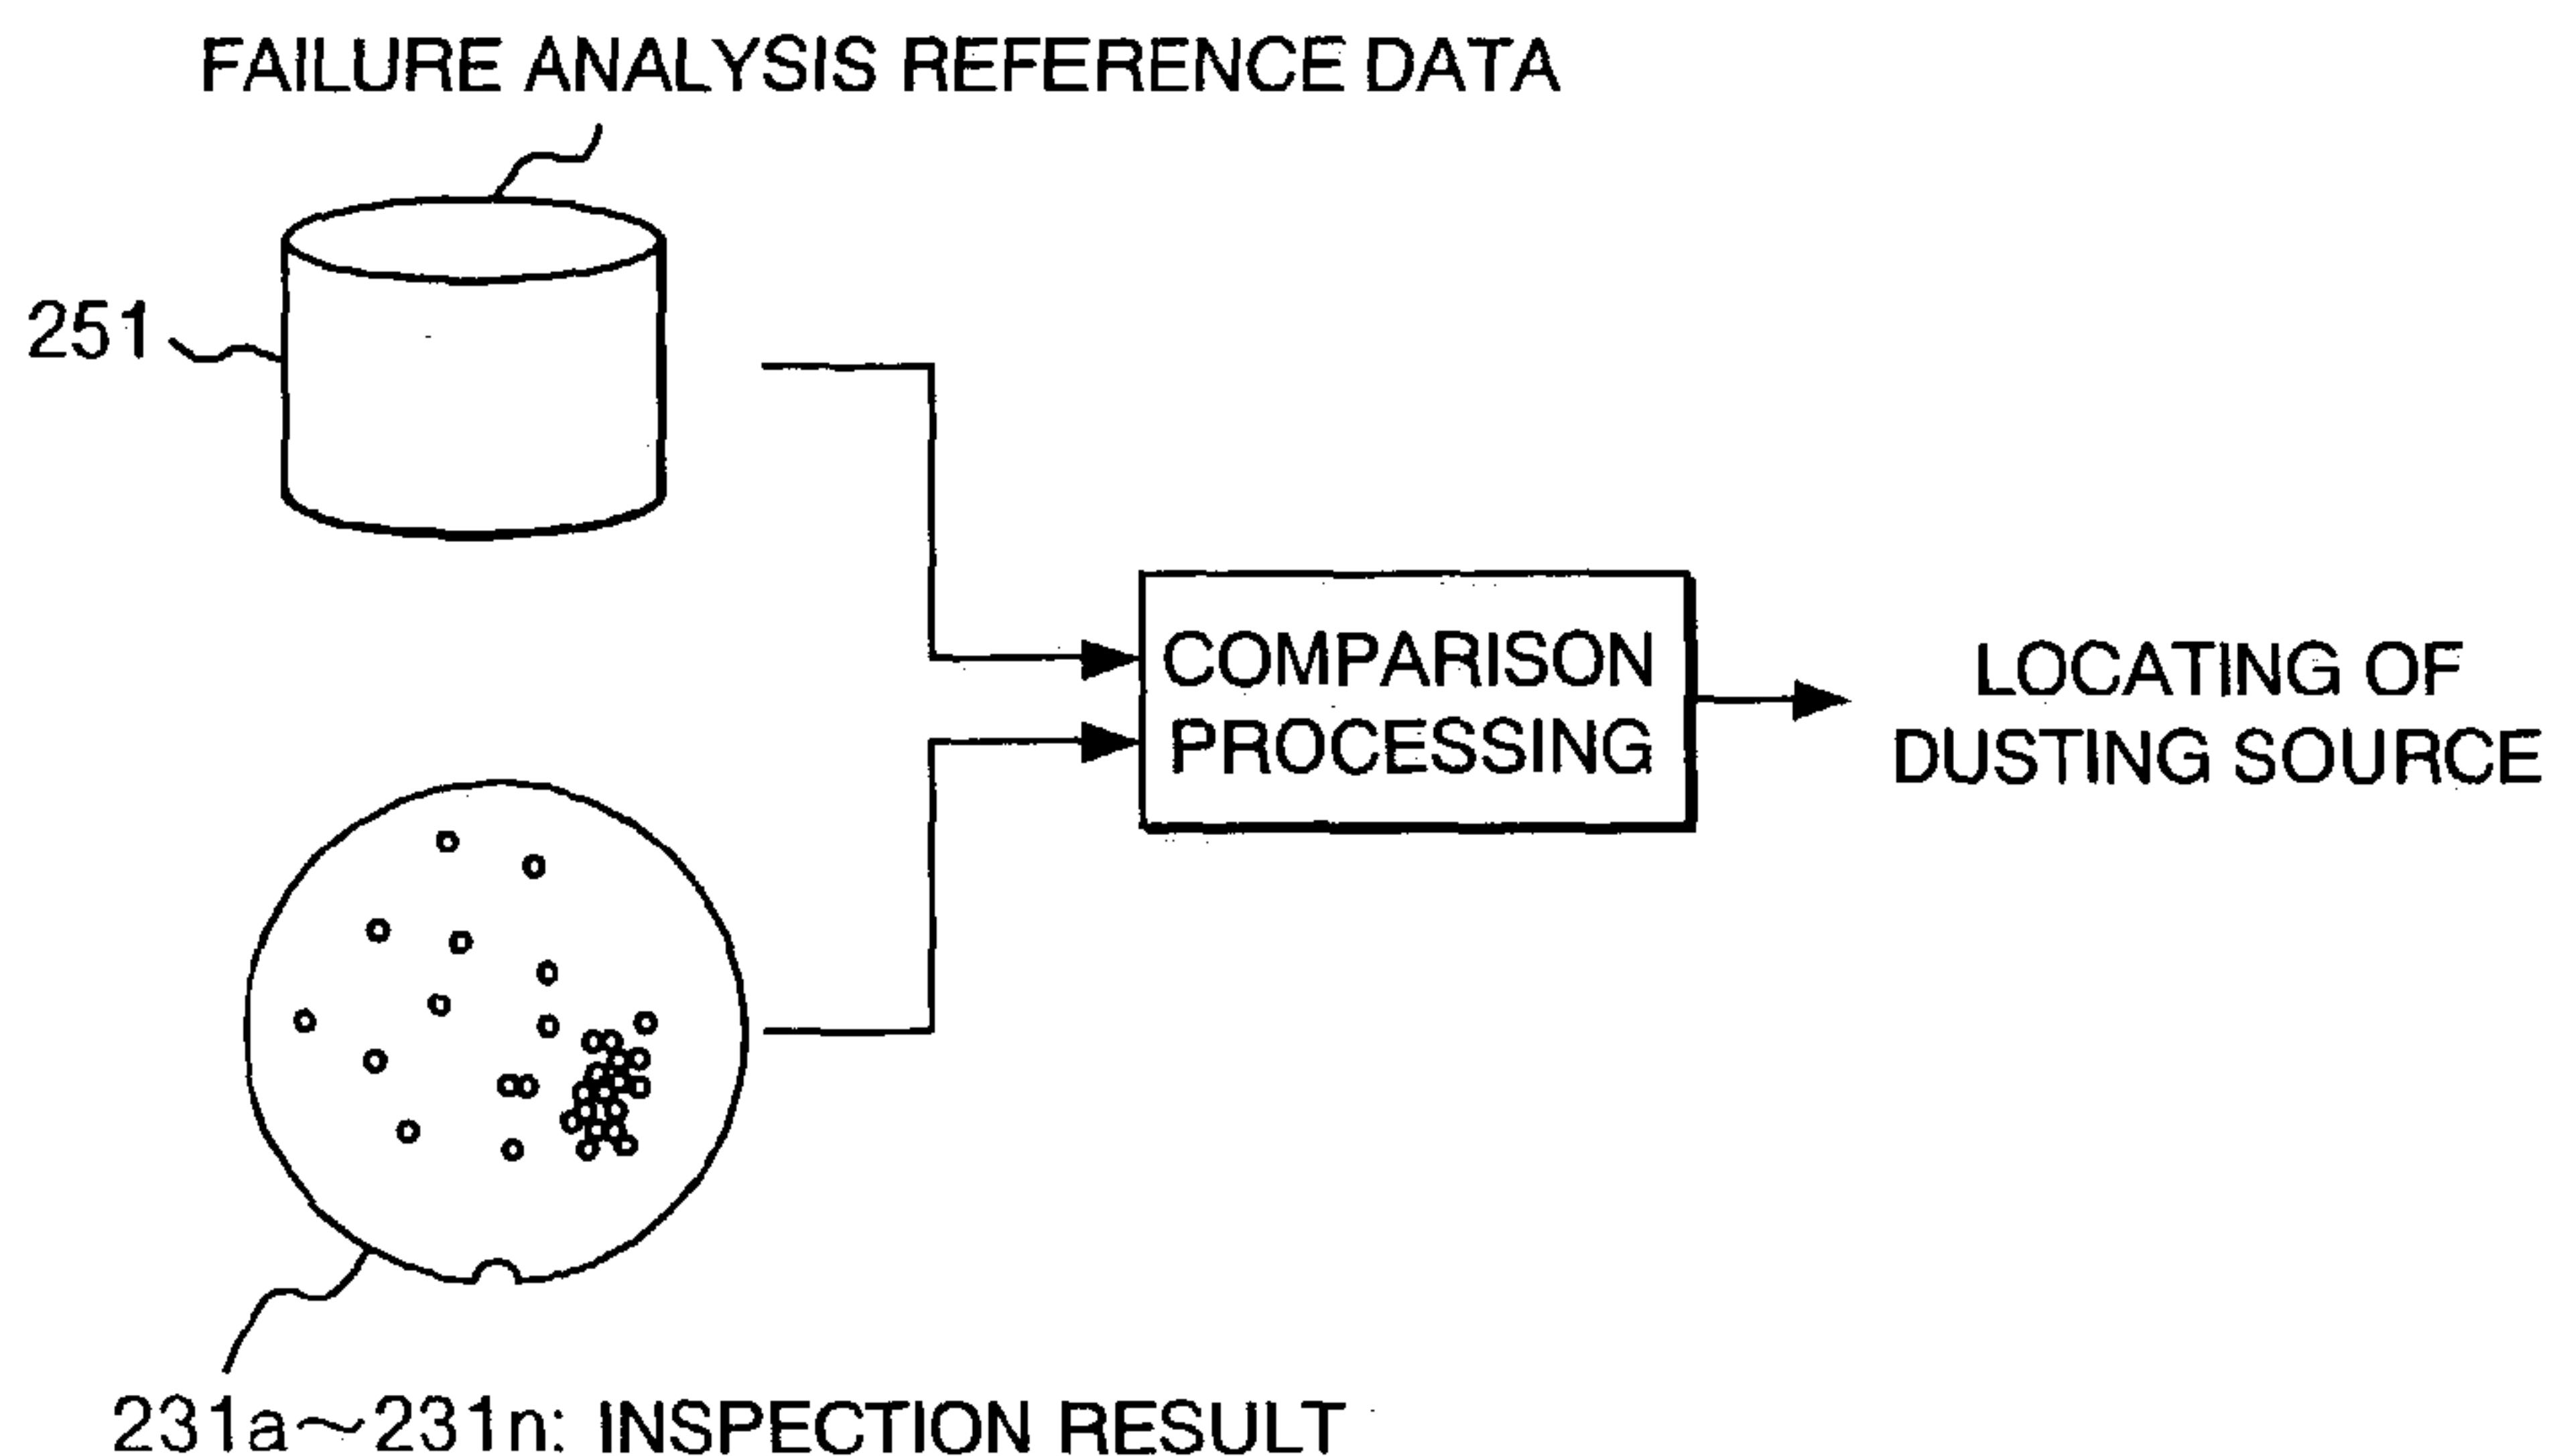 FAILURE ANALYSIS REFERENCE DATA
251
COMPARISON
PROCESSING
LOCATING OF
DUSTING SOURCE
231a～231n: INSPECTION RESULT